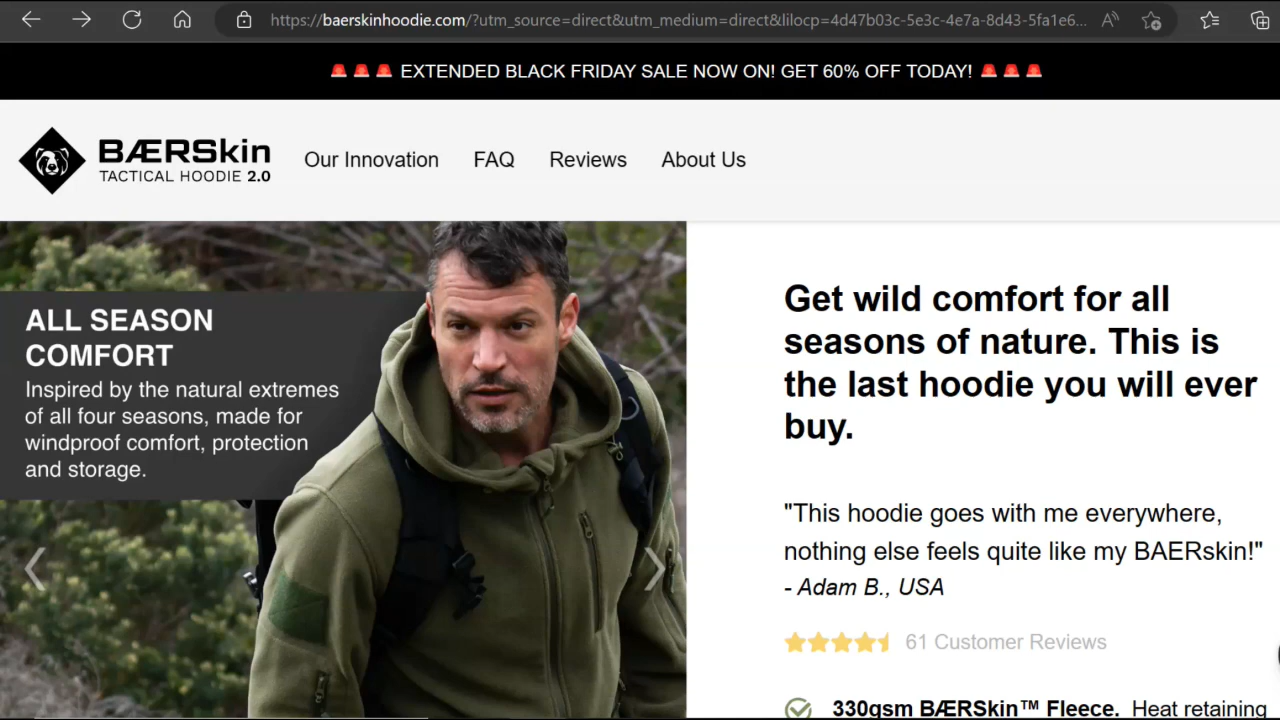 https://baerskinhoodie.com/?utm_source=direct&utm_medium=direct&lilocp=4d47b03c-5e3c-4e7a-8d43-5fa1e6...
🚨🚨🚨 EXTENDED BLACK FRIDAY SALE NOW ON! GET 60% OFF TODAY! 🚨🚨🚨
BÆRSkin
TACTICAL HOODIE 2.0
Our Innovation FAQ Reviews About Us
ALL SEASON
COMFORT
Inspired by the natural extremes
of all four seasons, made for
windproof comfort, protection
and storage.
Get wild comfort for all
seasons of nature. This is
the last hoodie you will ever
buy.
"This hoodie goes with me everywhere,
nothing else feels quite like my BAERskin!"
- Adam B., USA
61 Customer Reviews
330gsm BÆRSkin™ Fleece. Heat retaining